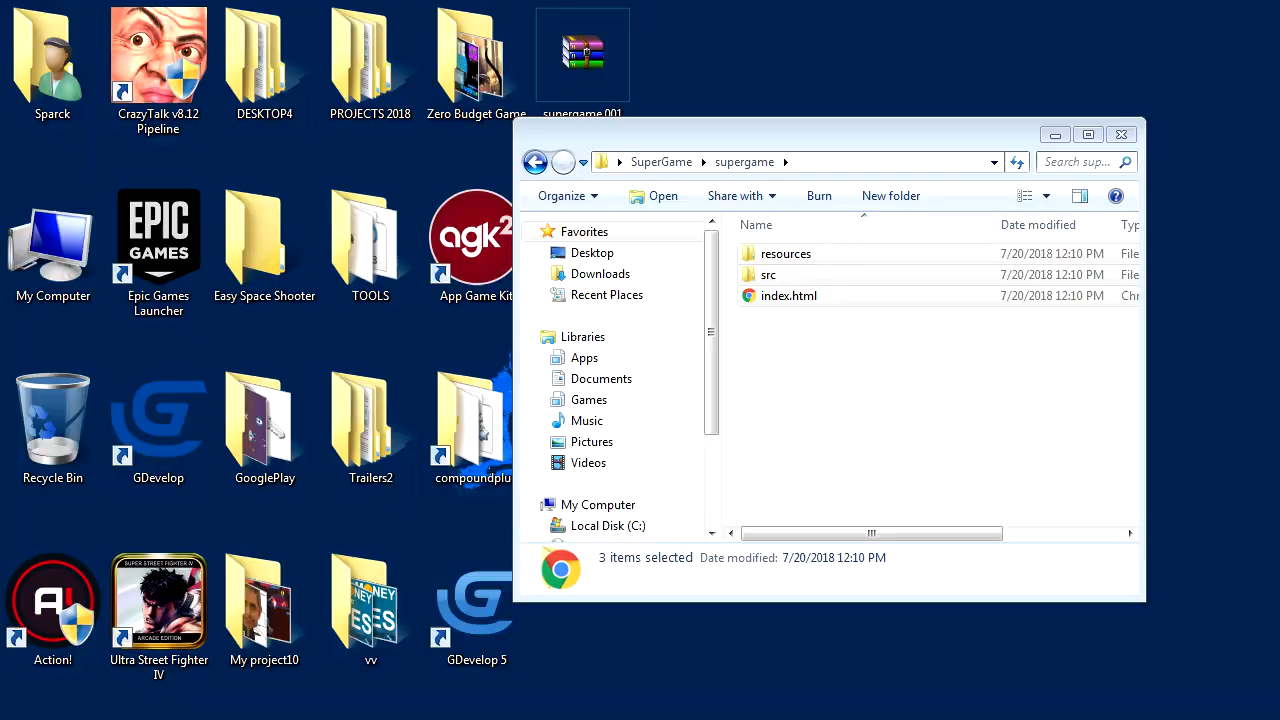 Sparck
CrazyTalk v8.12
Pipeline
DESKTOP4
PROJECTS 2018
Zero Budget Game
supergame.001
My Computer
EPIC
GAMES
Epic Games
Launcher
Easy Space Shooter
TOOLS
agk2
App Game Kit
Recycle Bin
GDevelop
GooglePlay
Trailers2
compoundplu
A!
Action!
SUPER STREET FIGHTER IV
ARCADE EDITION
Ultra Street Fighter
IV
My project10
vv
GDevelop 5
SuperGame
supergame
Search sup...
Organize
Open
Share with
Burn
New folder
Favorites
Desktop
Downloads
Recent Places
Libraries
Apps
Documents
Games
Music
Pictures
Videos
My Computer
Local Disk (C:)
Name
Date modified
Typ
resources
7/20/2018 12:10 PM
File
src
7/20/2018 12:10 PM
File
index.html
7/20/2018 12:10 PM
Chr
3 items selected
Date modified: 7/20/2018 12:10 PM